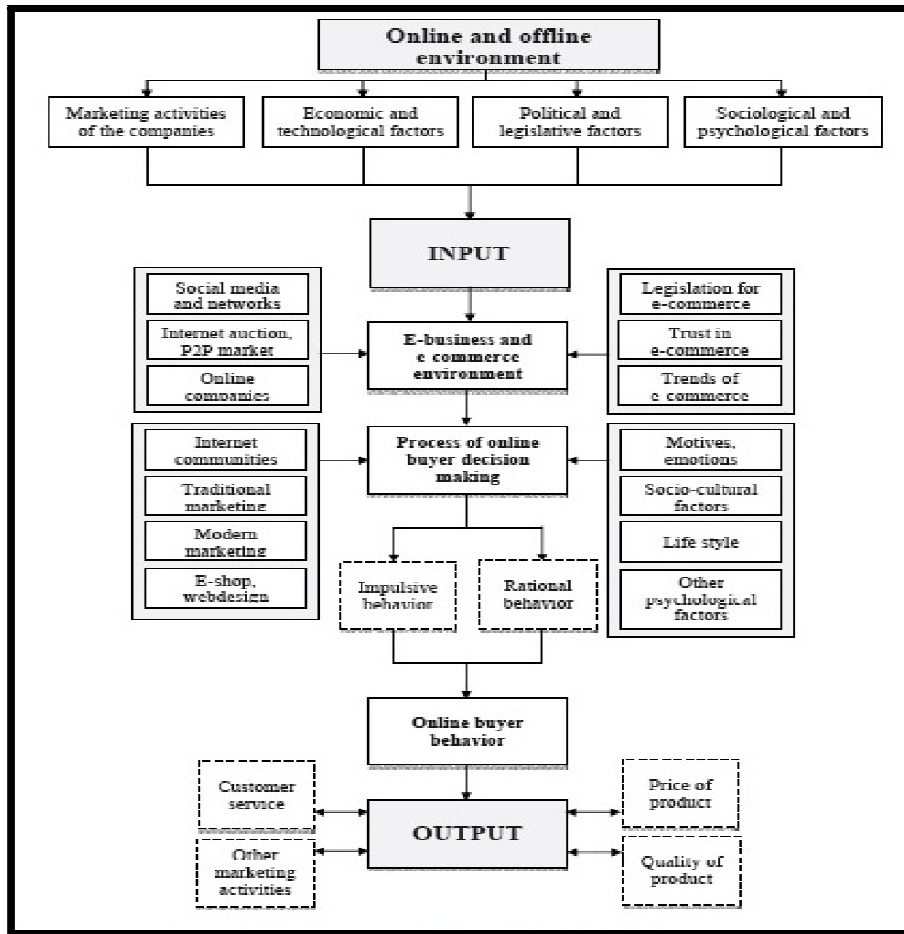 Online and offline
environment
Marketing activities
of the companies
Economic and
technological factors
Political and
legislative factors
Sociological and
psychological factors
INPUT
Social media
and networks
Internet auction,
P2P market
Online
companies
E-business and
e commerce
environment
Legislation for
e-commerce
Trust in
e-commerce
Trends of
e-commerce
Internet
communities
Traditional
marketing
Modern
marketing
E-shop,
webdesign
Process of online
buyer decision
making
Motives,
emotions
Socio-cultural
factors
Life style
Other
psychological
factors
Impulsive
behavior
Rational
behavior
Online buyer
behavior
Customer
service
Other
marketing
activities
OUTPUT
Price of
product
Quality of
product